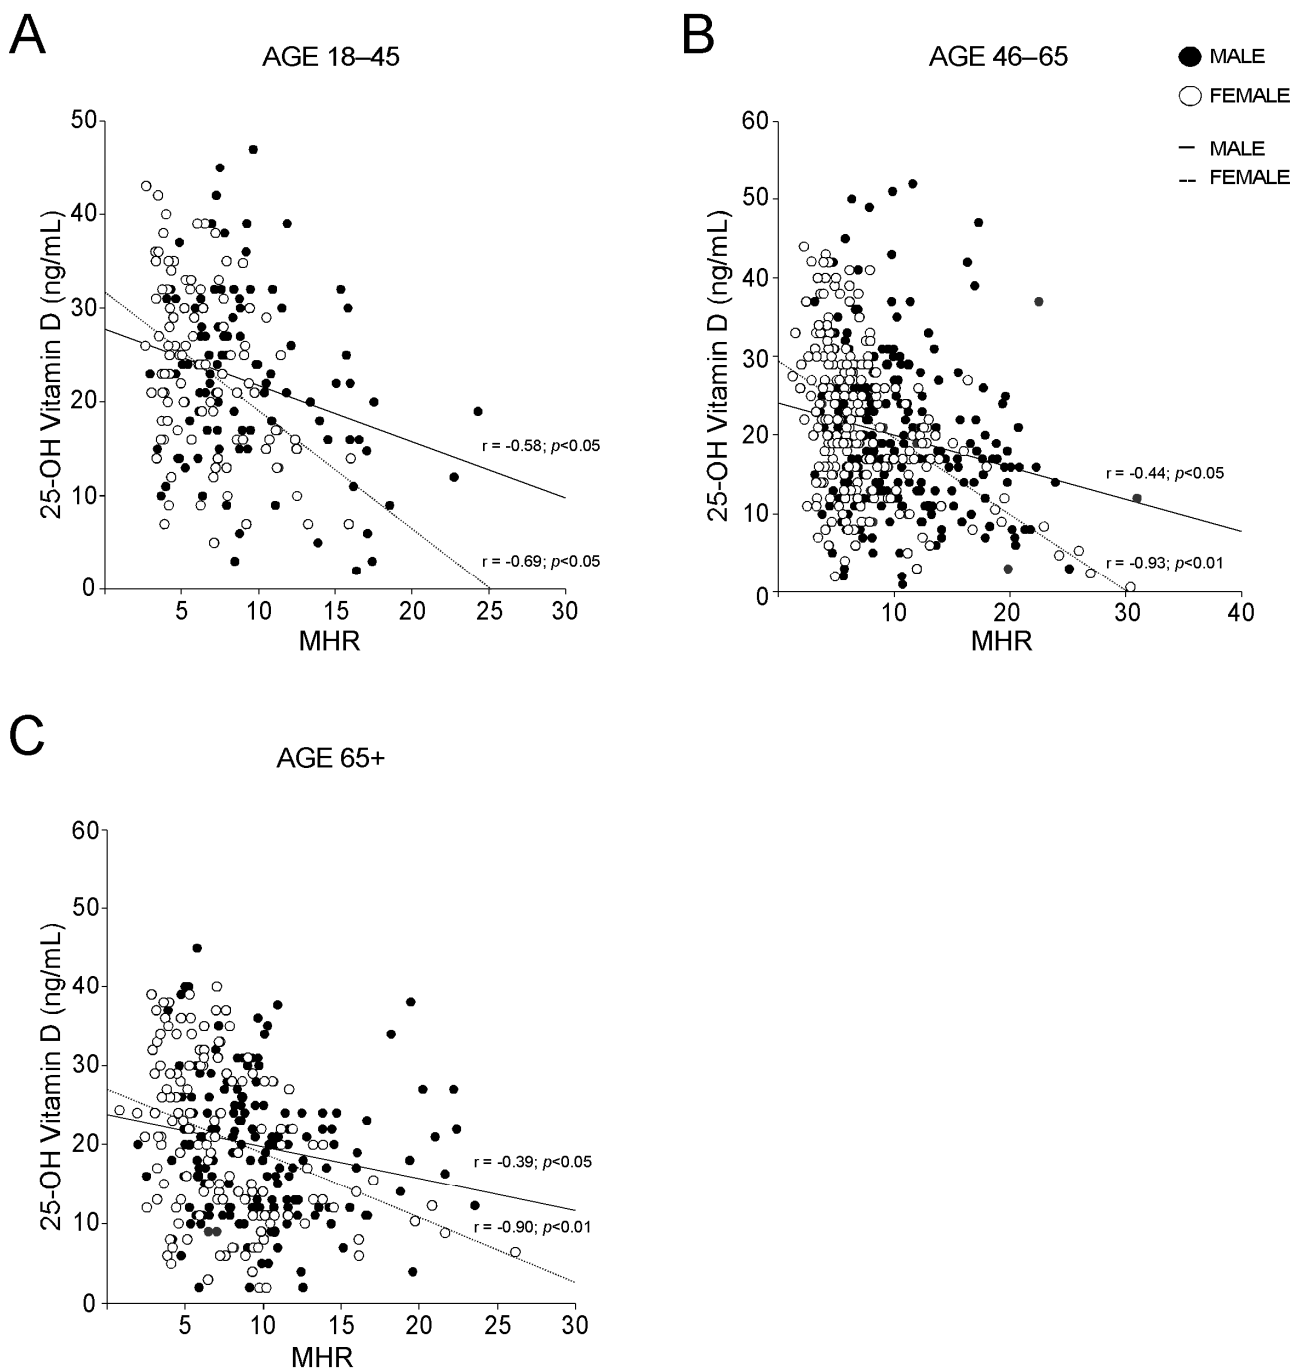 A
AGE 18–45
50
40
30
20
10
0
25-OH Vitamin D (ng/mL)
5 10 15 20 25 30
MHR
r = -0.58; p<0.05
r = -0.69; p<0.05
B
AGE 46–65
MALE
FEMALE
MALE
FEMALE
60
50
40
30
20
10
0
25-OH Vitamin D (ng/mL)
10 20 30 40
MHR
r = -0.44; p<0.05
r = -0.93; p<0.01
C
AGE 65+
60
50
40
30
20
10
0
25-OH Vitamin D (ng/mL)
5 10 15 20 25 30
MHR
r = -0.39; p<0.05
r = -0.90; p<0.01